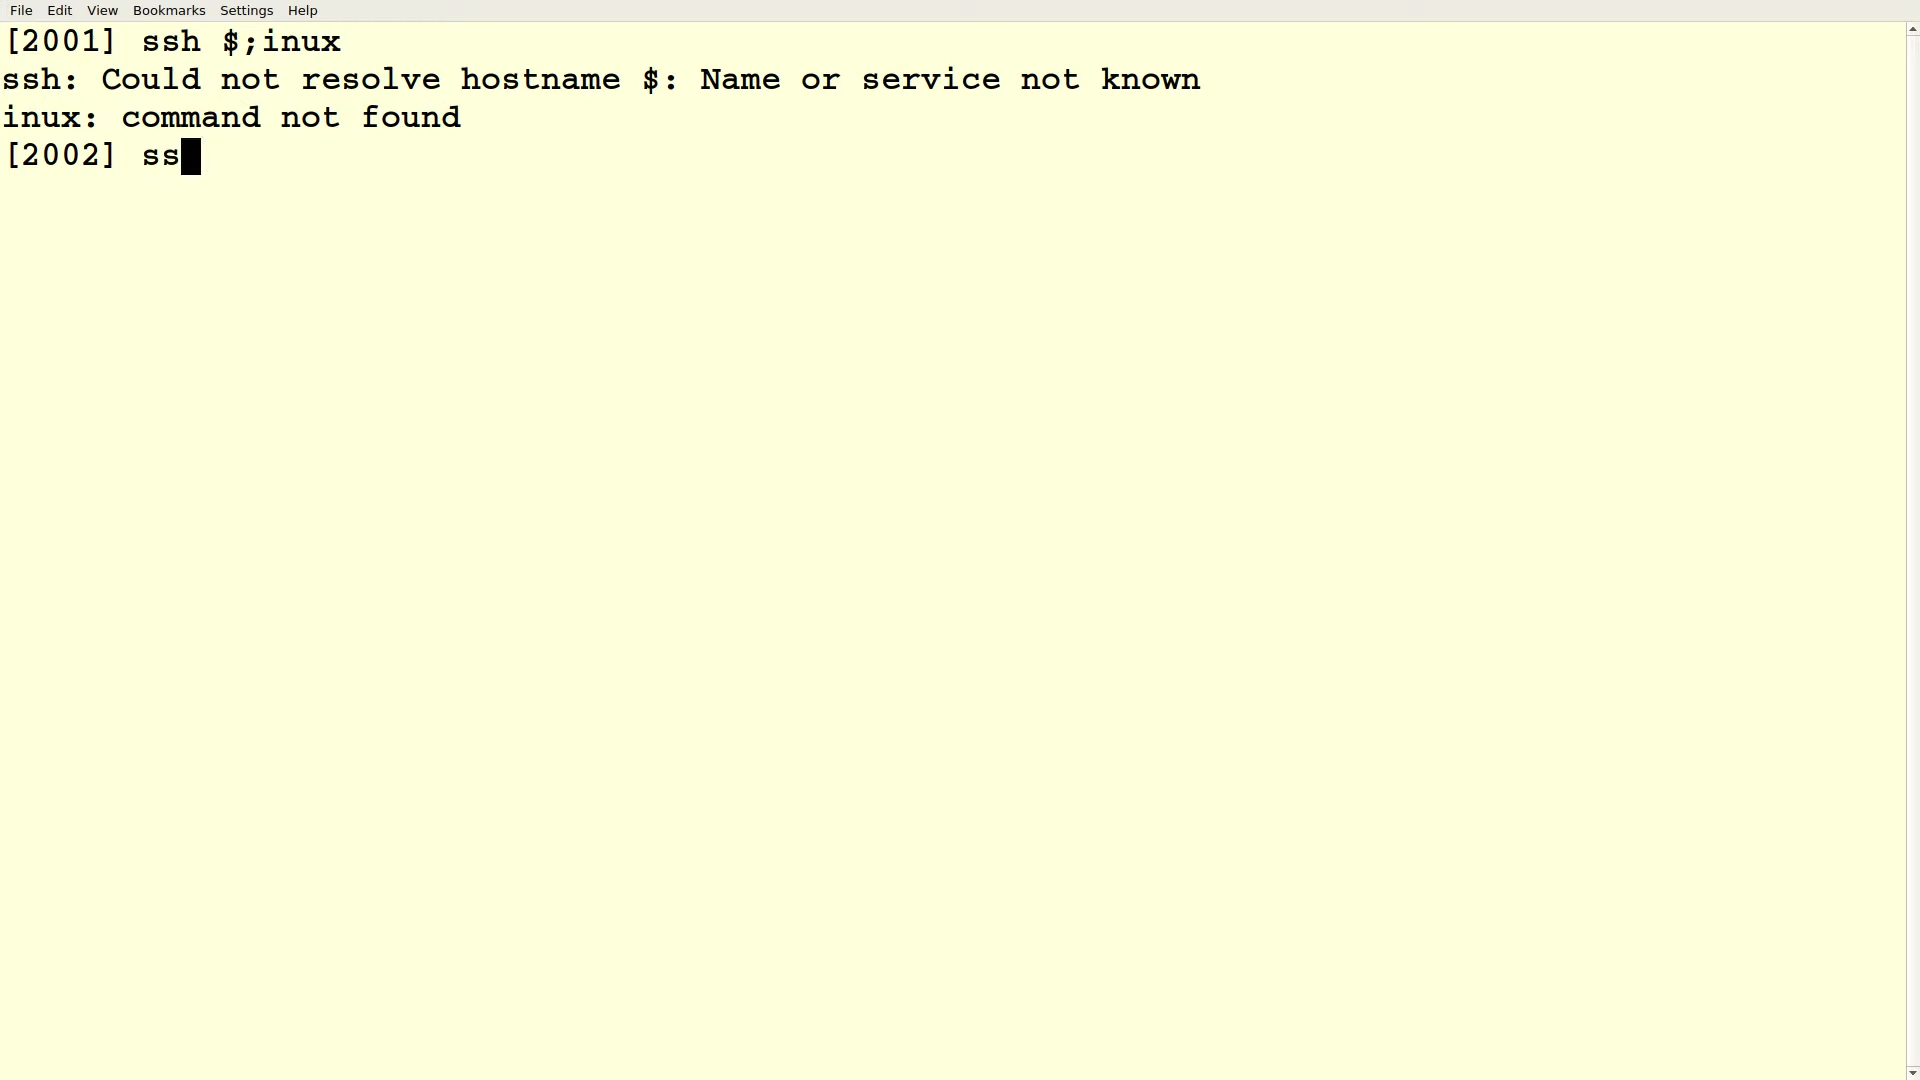 File Edit View Bookmarks Settings Help
[2001] ssh $;inux
ssh: Could not resolve hostname $: Name or service not known
inux: command not found
[2002] ss